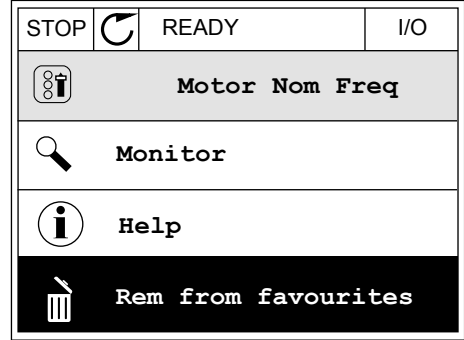 STOP READY I/O
Motor Nom Freq
Monitor
Help
Rem from favourites